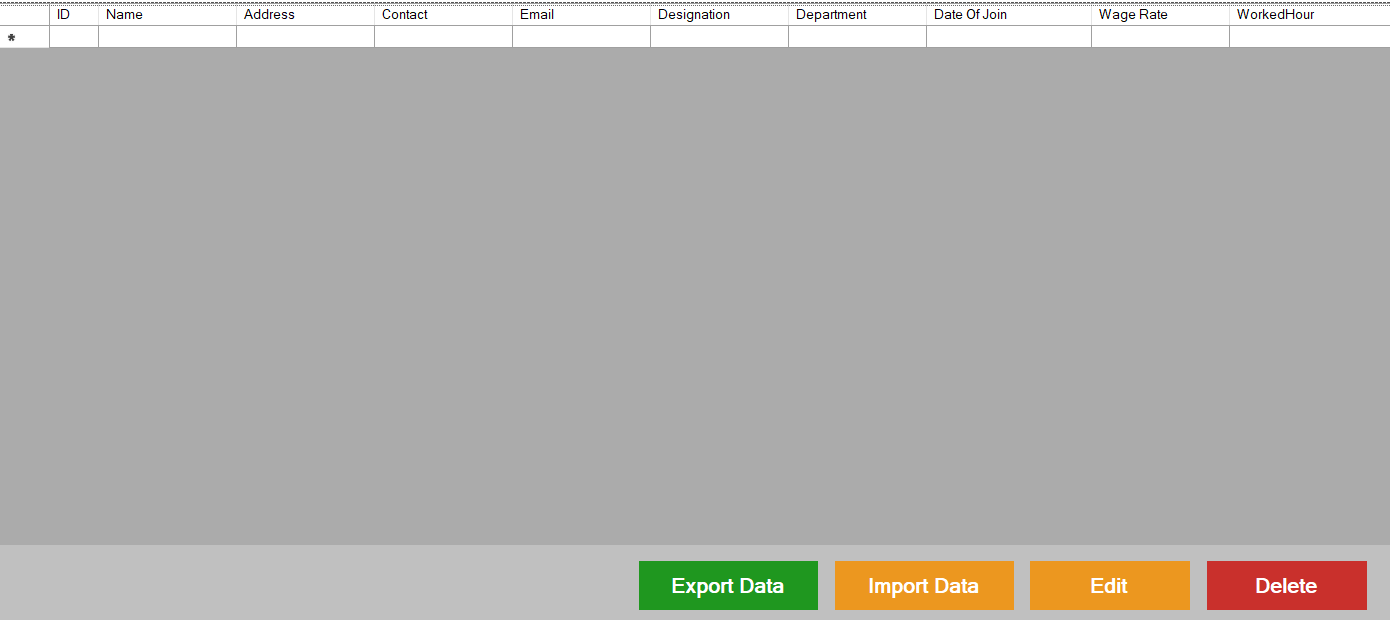 ID Name Address Contact Email Designation Department Date Of Join Wage Rate WorkedHour
*
Export Data Import Data Edit Delete